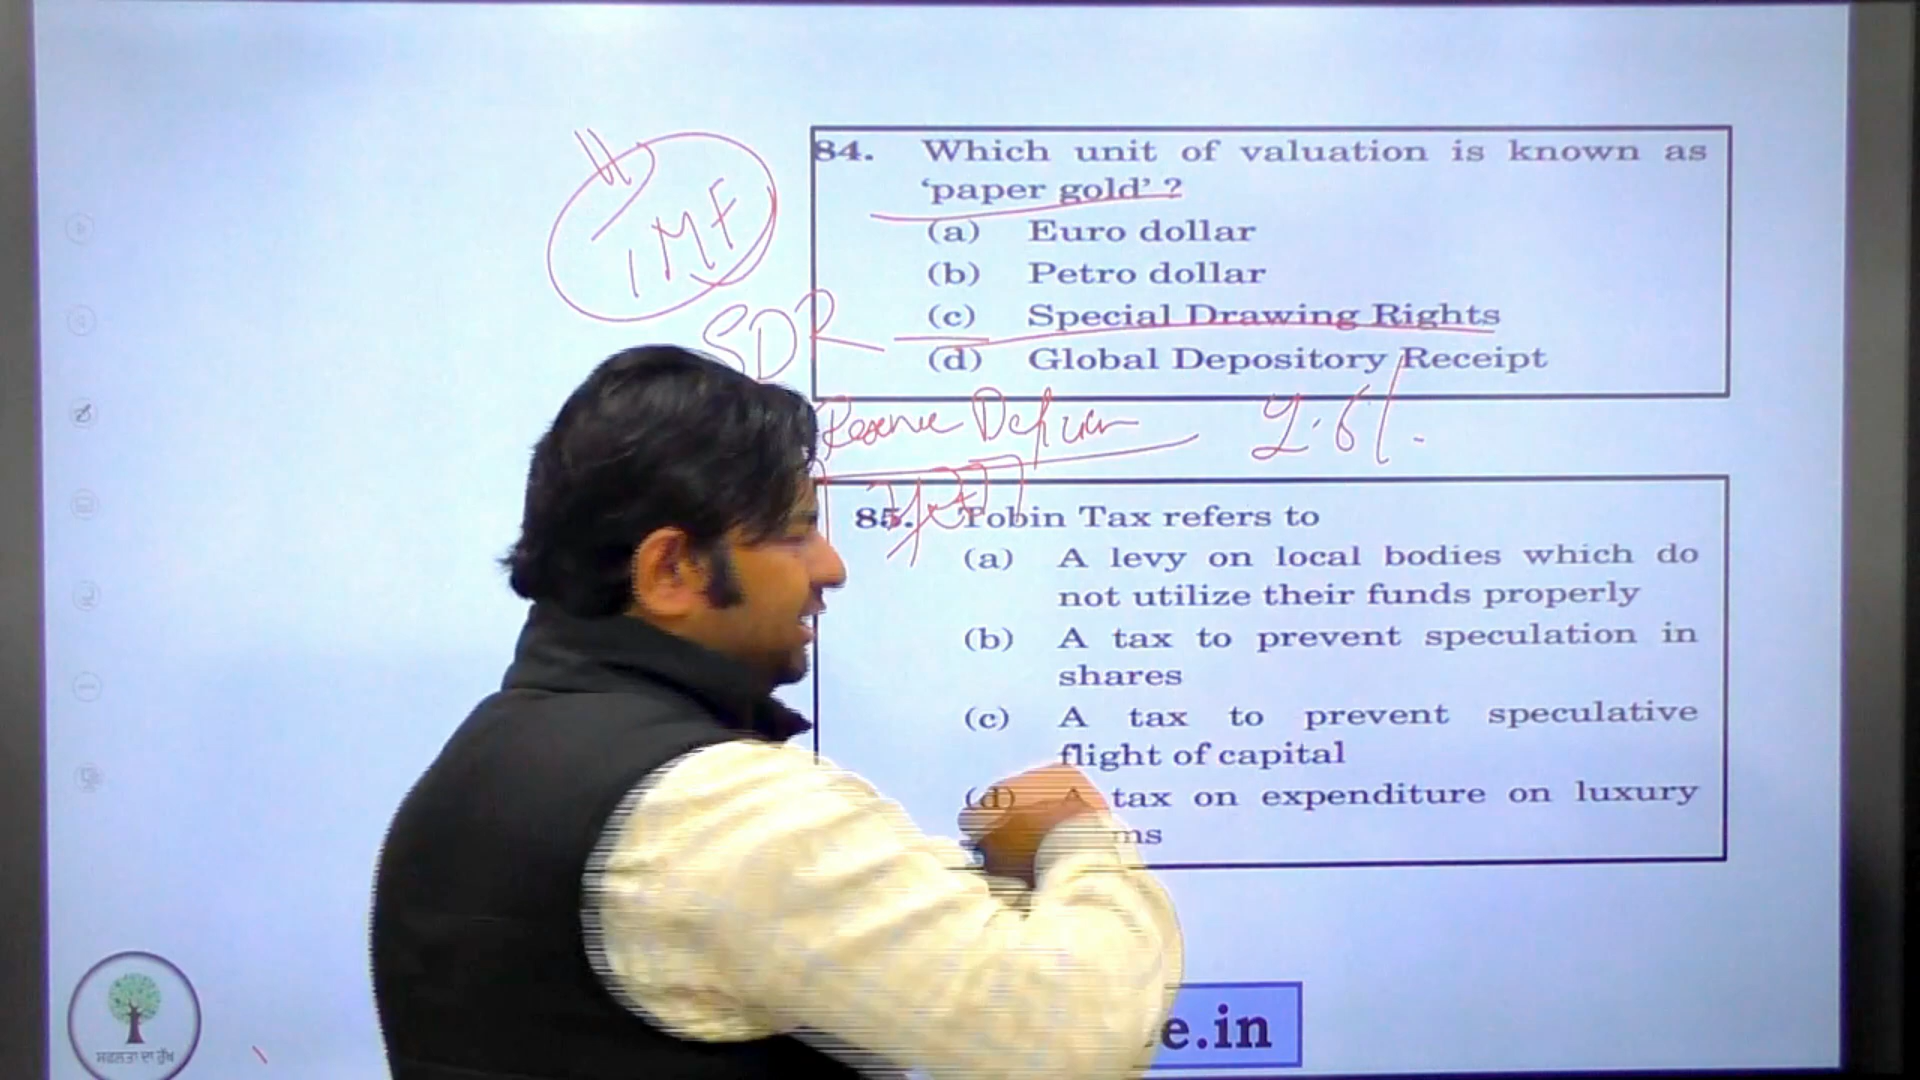 84. Which unit of valuation is known as
‘paper gold’ ?
(a) Euro dollar
(b) Petro dollar
(c) Special Drawing Rights
(d) Global Depository Receipt
IMF
SDR
85. Tobin Tax refers to
(a) A levy on local bodies which do
not utilize their funds properly
(b) A tax to prevent speculation in
shares
(c) A tax to prevent speculative
flight of capital
(d) A tax on expenditure on luxury
ਸਫਲਤਾ ਦਾ ਰੁੱਖ
e.in